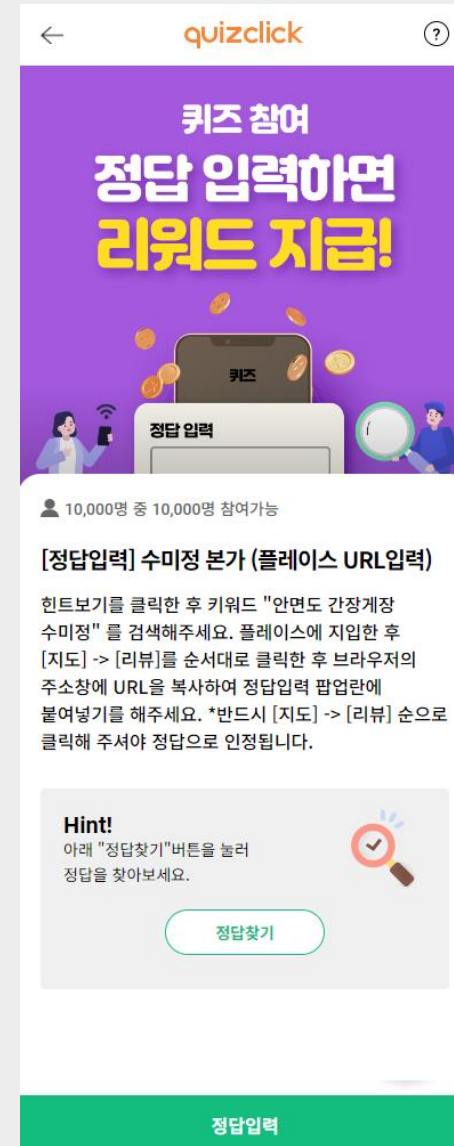 quizclick
?
퀴즈 참여
정답 입력하면
리워드 지급!
퀴즈
정답 입력
10,000명 중 10,000명 참여가능
[정답입력] 수미정 본가 (플레이스 URL입력)
힌트보기를 클릭한 후 키워드 "안면도 간장게장
수미정" 를 검색해주세요. 플레이스에 지입한 후
[지도] -> [리뷰]를 순서대로 클릭한 후 브라우저의
주소창에 URL을 복사하여 정답입력 팝업란에
붙여넣기를 해주세요. *반드시 [지도] -> [리뷰] 순으로
클릭해 주셔야 정답으로 인정됩니다.
Hint!
아래 "정답찾기"버튼을 눌러
정답을 찾아보세요.
정답찾기
정답입력